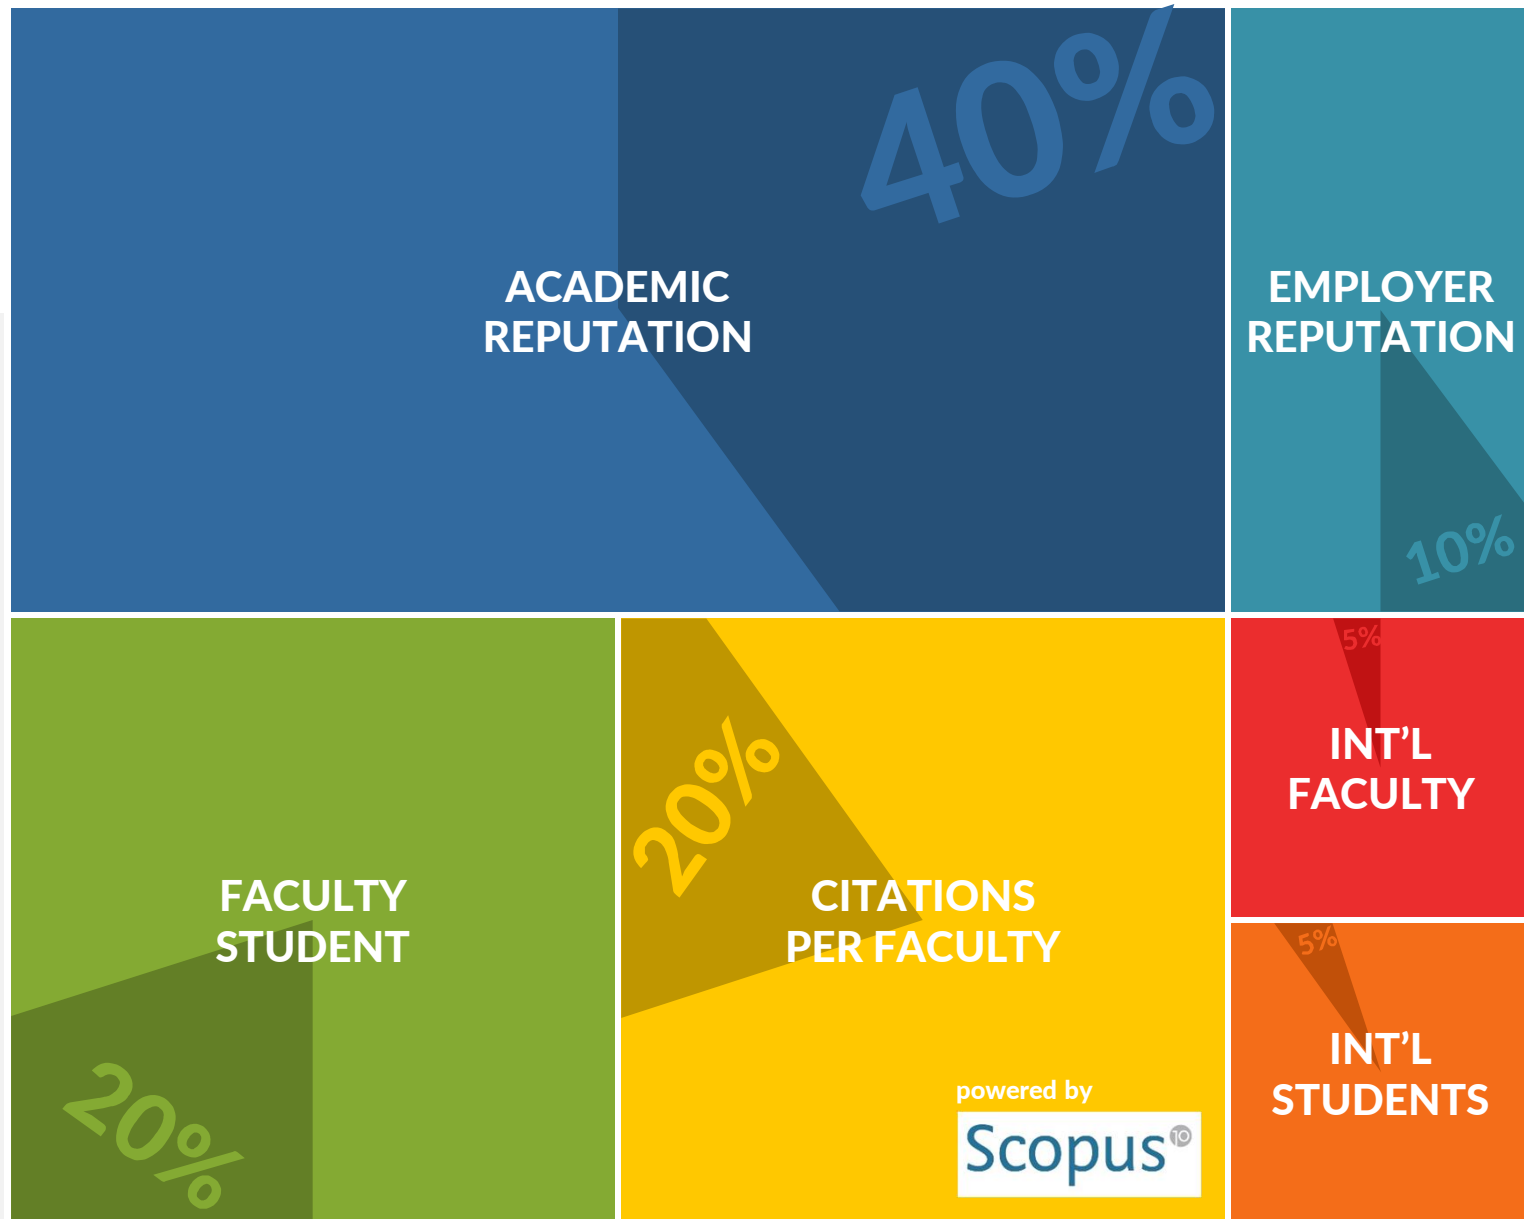 40%
ACADEMIC
REPUTATION
EMPLOYER
REPUTATION
10%
FACULTY
STUDENT
20%
20%
CITATIONS
PER FACULTY
powered by
Scopus 10
5%
INT’L
FACULTY
5%
INT’L
STUDENTS